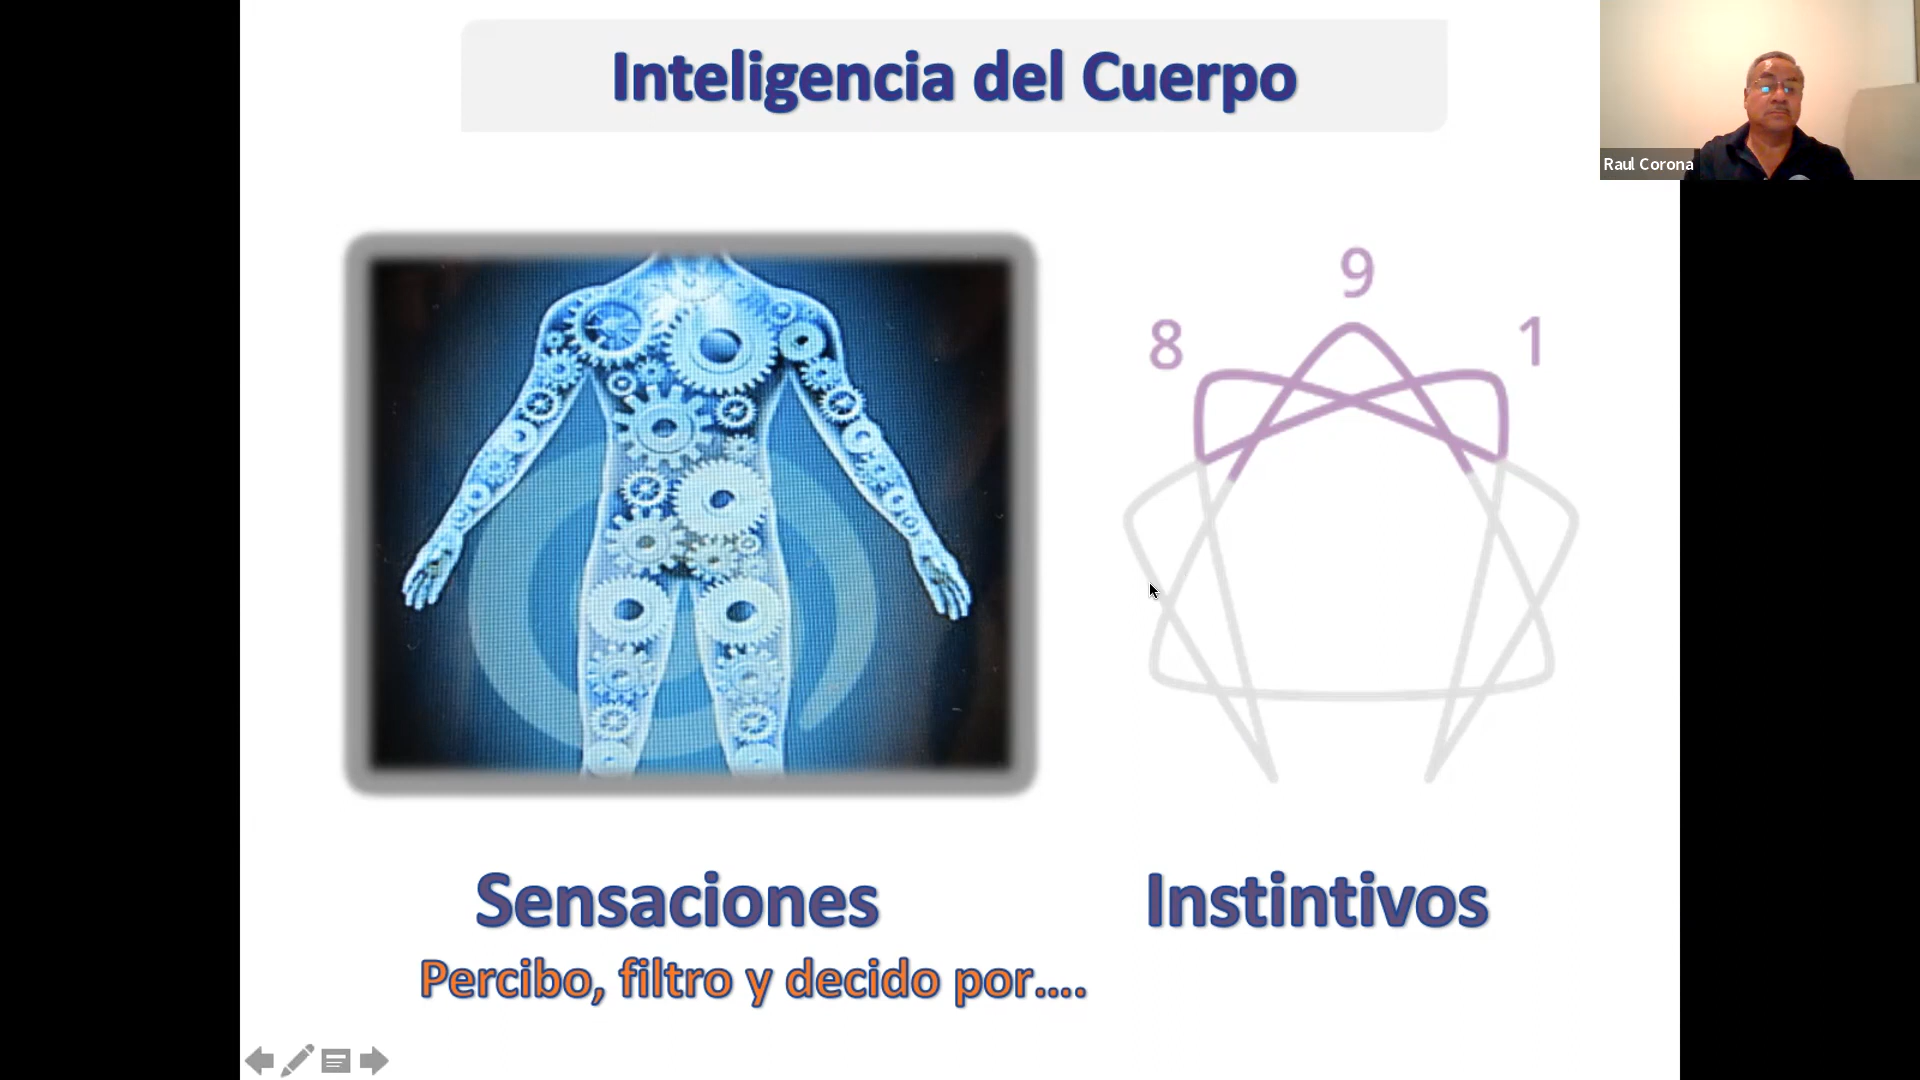 Inteligencia del Cuerpo
Raul Corona
9
8
1
Sensaciones
Instintivos
Percibo, filtro y decido por....